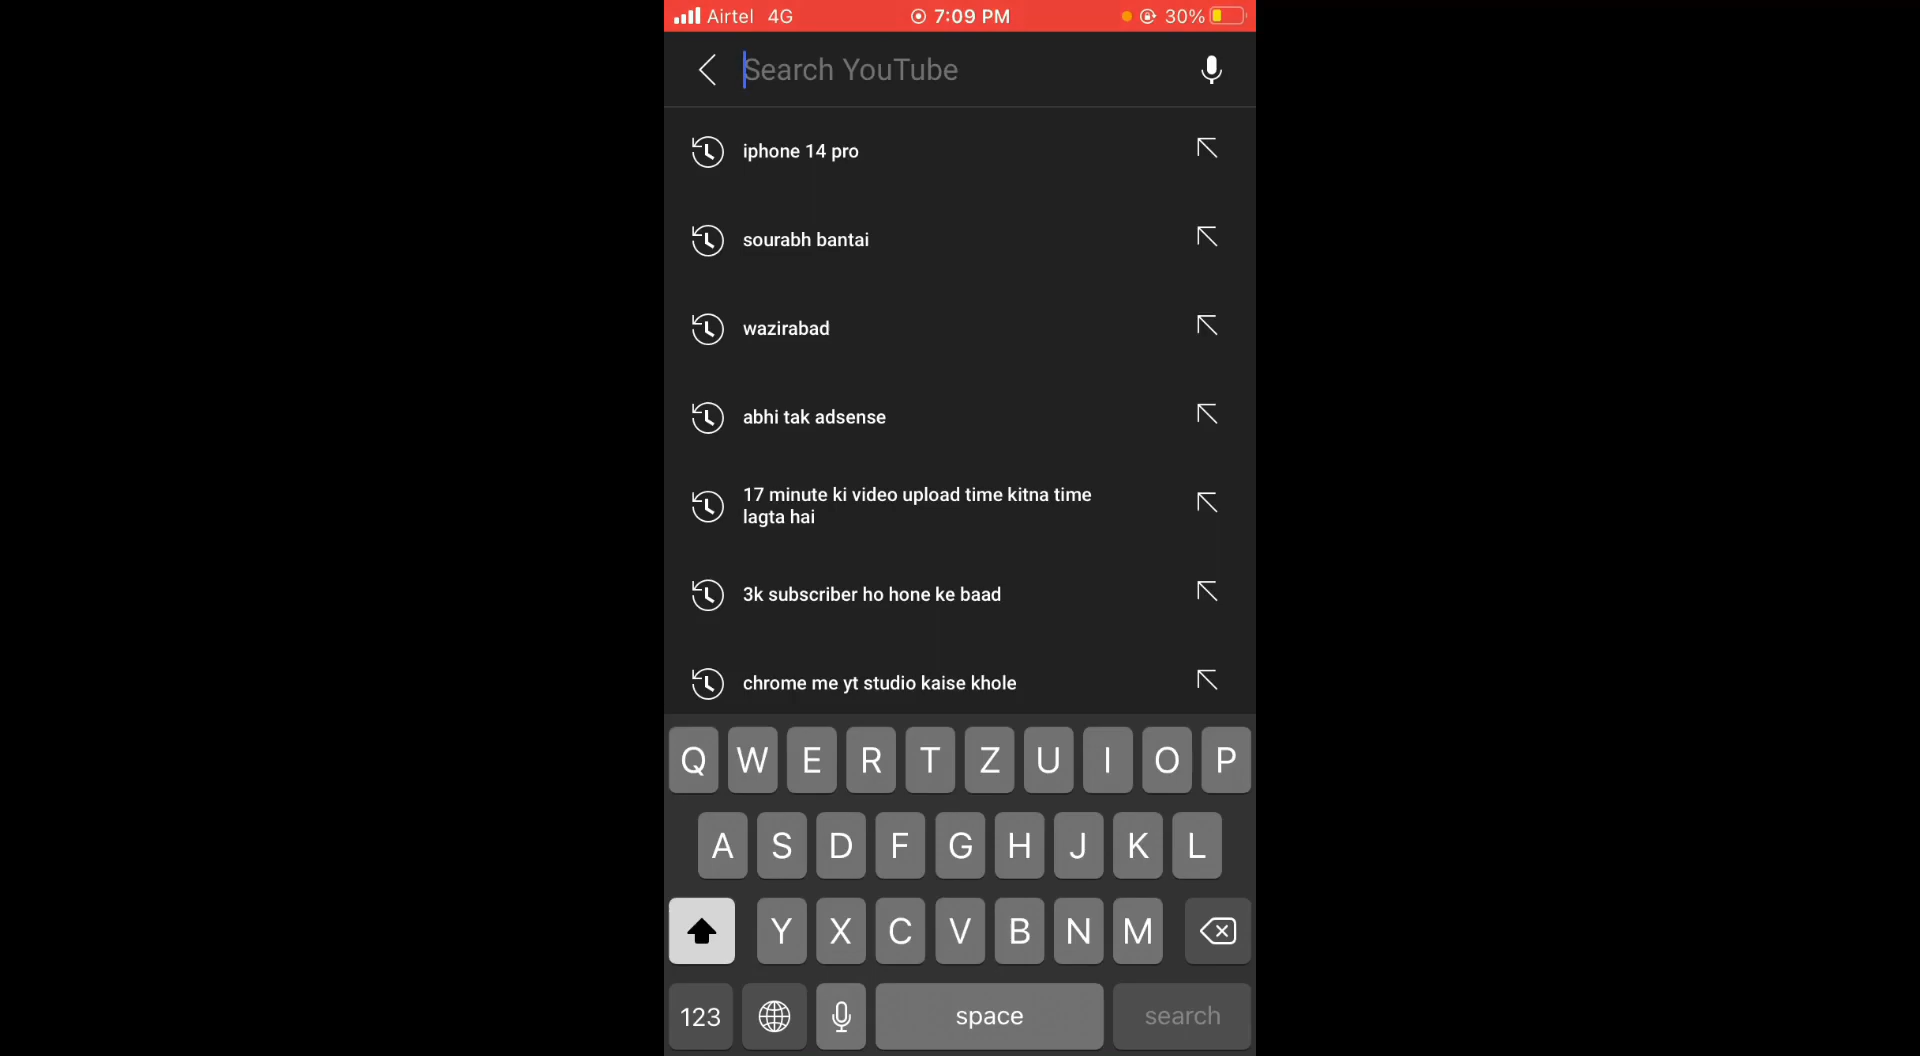 Airtel 4G 7:09 PM 30%
Search YouTube
iphone 14 pro
sourabh bantai
wazirabad
abhi tak adsense
17 minute ki video upload time kitna time
lagta hai
3k subscriber ho hone ke baad
chrome me yt studio kaise khole
Q W E R T Z U I O P
A S D F G H J K L
Y X C V B N M
123 space search